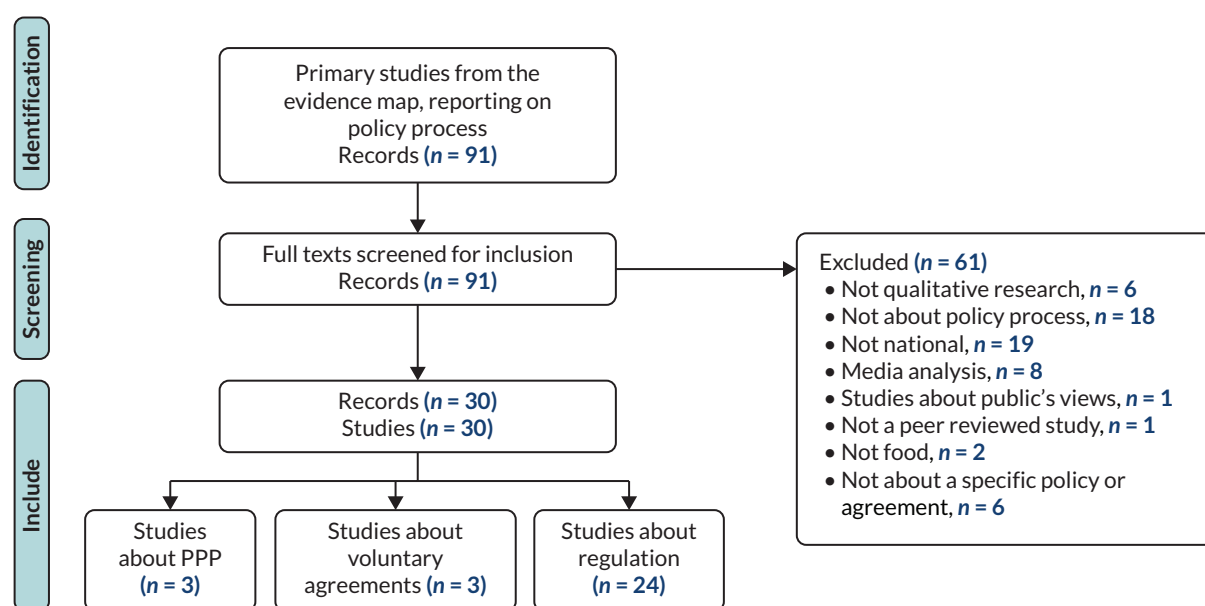 Identification
Primary studies from the
evidence map, reporting on
policy process
Records (n = 91)
Screening
Full texts screened for inclusion
Records (n = 91)
Excluded (n = 61)
• Not qualitative research, n = 6
• Not about policy process, n = 18
• Not national, n = 19
• Media analysis, n = 8
• Studies about public’s views, n = 1
• Not a peer reviewed study, n = 1
• Not food, n = 2
• Not about a specific policy or
agreement, n = 6
Include
Records (n = 30)
Studies (n = 30)
Studies
about PPP
(n = 3)
Studies about
voluntary
agreements (n = 3)
Studies about
regulation
(n = 24)